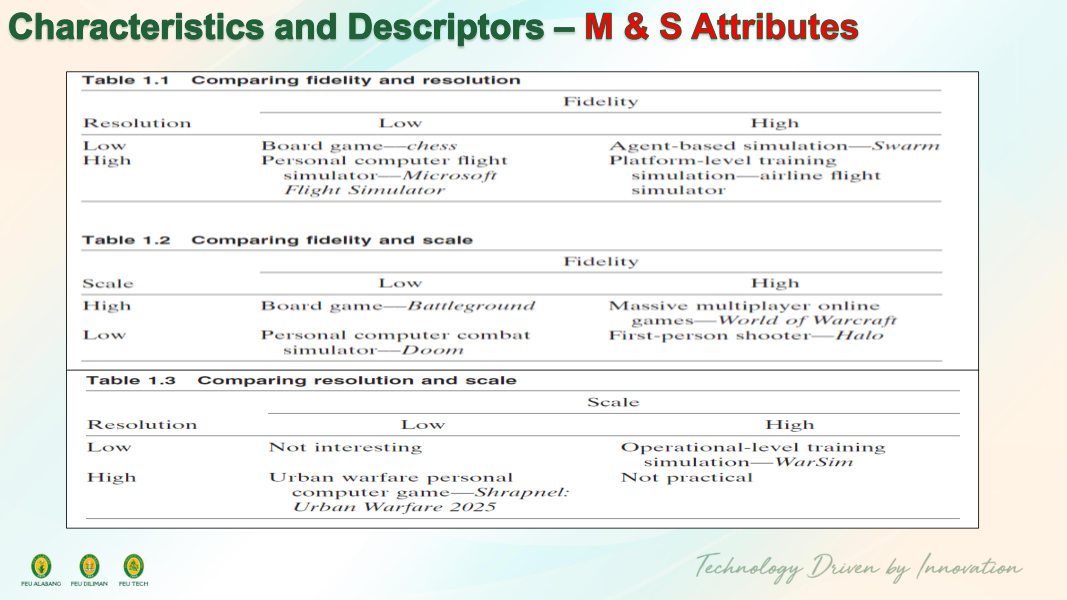 Characteristics and Descriptors – M & S Attributes
Table 1.1 Comparing fidelity and resolution
Fidelity
Resolution Low High
Low Board game—chess Agent-based simulation—Swarm
High Personal computer flight Platform-level training
simulator—Microsoft simulation—airline flight
Flight Simulator simulator
Table 1.2 Comparing fidelity and scale
Fidelity
Scale Low High
High Board game—Battleground Massive multiplayer online
games—World of Warcraft
Low Personal computer combat First-person shooter—Halo
simulator—Doom
Table 1.3 Comparing resolution and scale
Scale
Resolution Low High
Low Not interesting Operational-level training
simulation—WarSim
High Urban warfare personal Not practical
computer game—Shrapnel:
Urban Warfare 2025
FEU ALABANG FEU DILIMAN FEU TECH
Technology Driven by Innovation